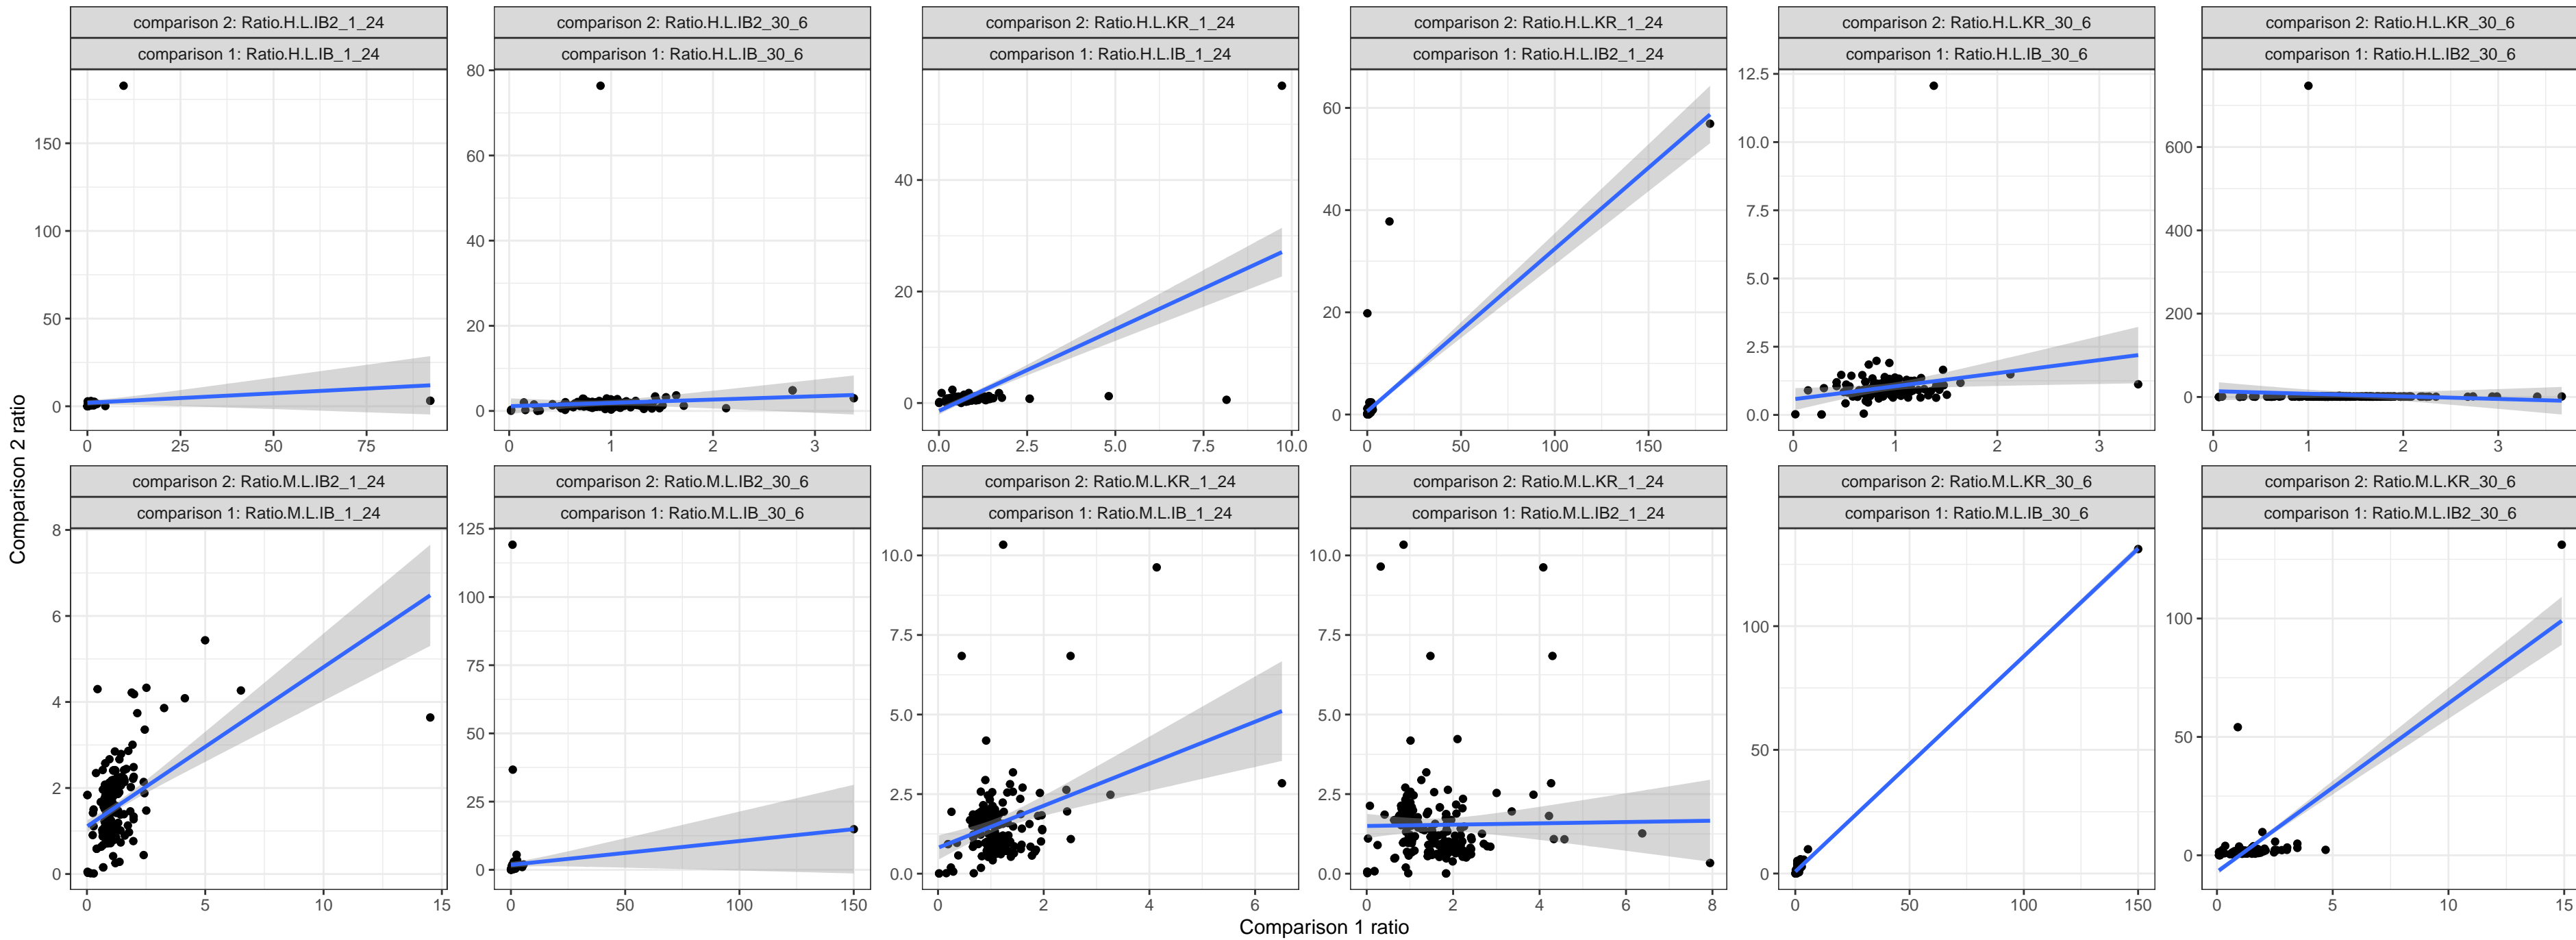 comparison 2: Ratio.H.L.IB2_1_24
comparison 1: Ratio.H.L.IB_1_24
150
100
50
0
0 25 50 75
comparison 2: Ratio.H.L.IB2_30_6
comparison 1: Ratio.H.L.IB_30_6
80
60
40
20
0
0 1 2 3
comparison 2: Ratio.H.L.KR_1_24
comparison 1: Ratio.H.L.IB_1_24
40
20
0
0.0 2.5 5.0 7.5 10.0
comparison 2: Ratio.H.L.KR_1_24
comparison 1: Ratio.H.L.IB2_1_24
60
40
20
0
0 50 100 150
comparison 2: Ratio.H.L.KR_30_6
comparison 1: Ratio.H.L.IB_30_6
12.5
10.0
7.5
5.0
2.5
0.0
0 1 2 3
comparison 2: Ratio.H.L.KR_30_6
comparison 1: Ratio.H.L.IB2_30_6
600
400
200
0
0 1 2 3
Comparison 2 ratio
comparison 2: Ratio.M.L.IB2_1_24
comparison 1: Ratio.M.L.IB_1_24
8
6
4
2
0
0 5 10 15
comparison 2: Ratio.M.L.IB2_30_6
comparison 1: Ratio.M.L.IB_30_6
125
100
75
50
25
0
0 50 100 150
comparison 2: Ratio.M.L.KR_1_24
comparison 1: Ratio.M.L.IB_1_24
10.0
7.5
5.0
2.5
0.0
0 2 4 6
comparison 2: Ratio.M.L.KR_1_24
comparison 1: Ratio.M.L.IB2_1_24
10.0
7.5
5.0
2.5
0.0
0 2 4 6 8
comparison 2: Ratio.M.L.KR_30_6
comparison 1: Ratio.M.L.IB_30_6
100
50
0
0 50 100 150
comparison 2: Ratio.M.L.KR_30_6
comparison 1: Ratio.M.L.IB2_30_6
100
50
0
0 5 10 15
Comparison 1 ratio